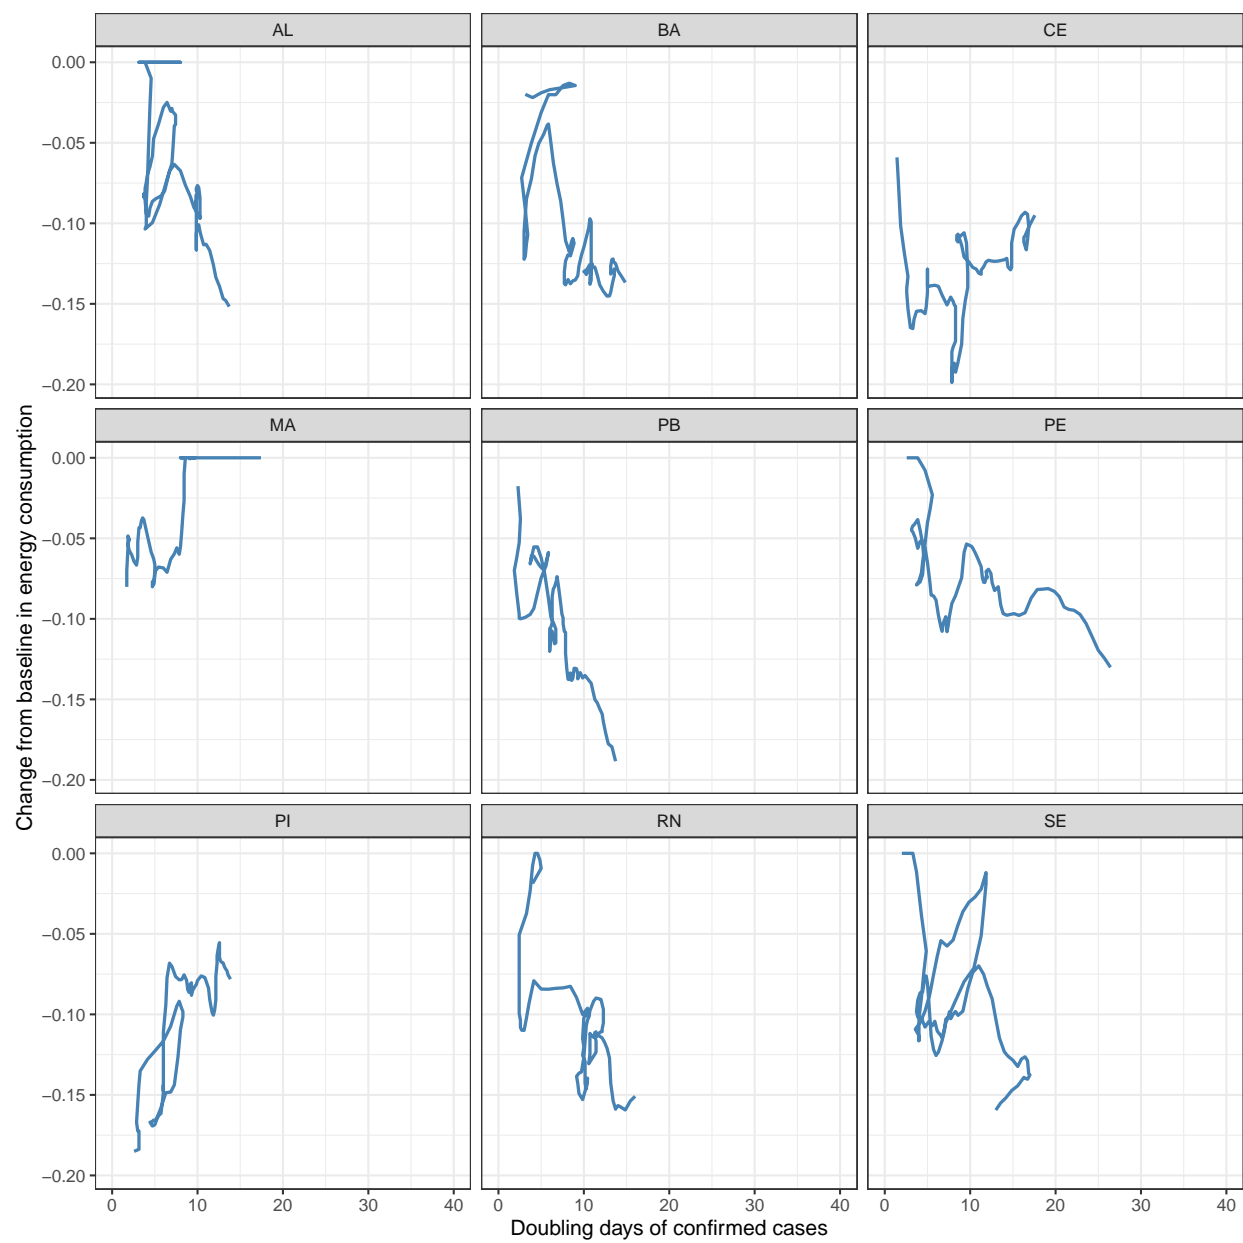 AL BA CE
0.00
−0.05
−0.10
−0.15
−0.20
MA PB PE
0.00
−0.05
−0.10
−0.15
−0.20
PI RN SE
0.00
−0.05
−0.10
−0.15
−0.20
0 10 20 30 40 0 10 20 30 40 0 10 20 30 40
Doubling days of confirmed cases
Change from baseline in energy consumption